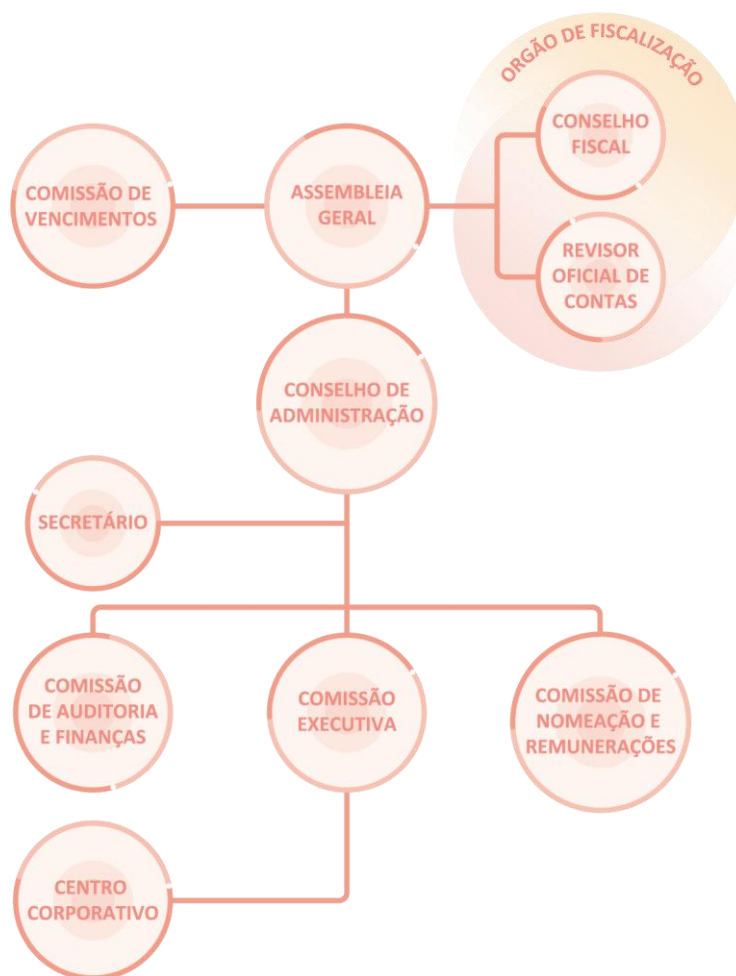 ORGÃO DE FISCALIZAÇÃO
CONSELHO
FISCAL
COMISSÃO DE
VENCIMENTOS
ASSEMBLEIA
GERAL
REVISOR
OFICIAL DE
CONTAS
CONSELHO DE
ADMINISTRAÇÃO
SECRETÁRIO
COMISSÃO
DE AUDITORIA
E FINANÇAS
COMISSÃO
EXECUTIVA
COMISSÃO DE
NOMEAÇÃO E
REMUNERAÇÕES
CENTRO
CORPORATIVO